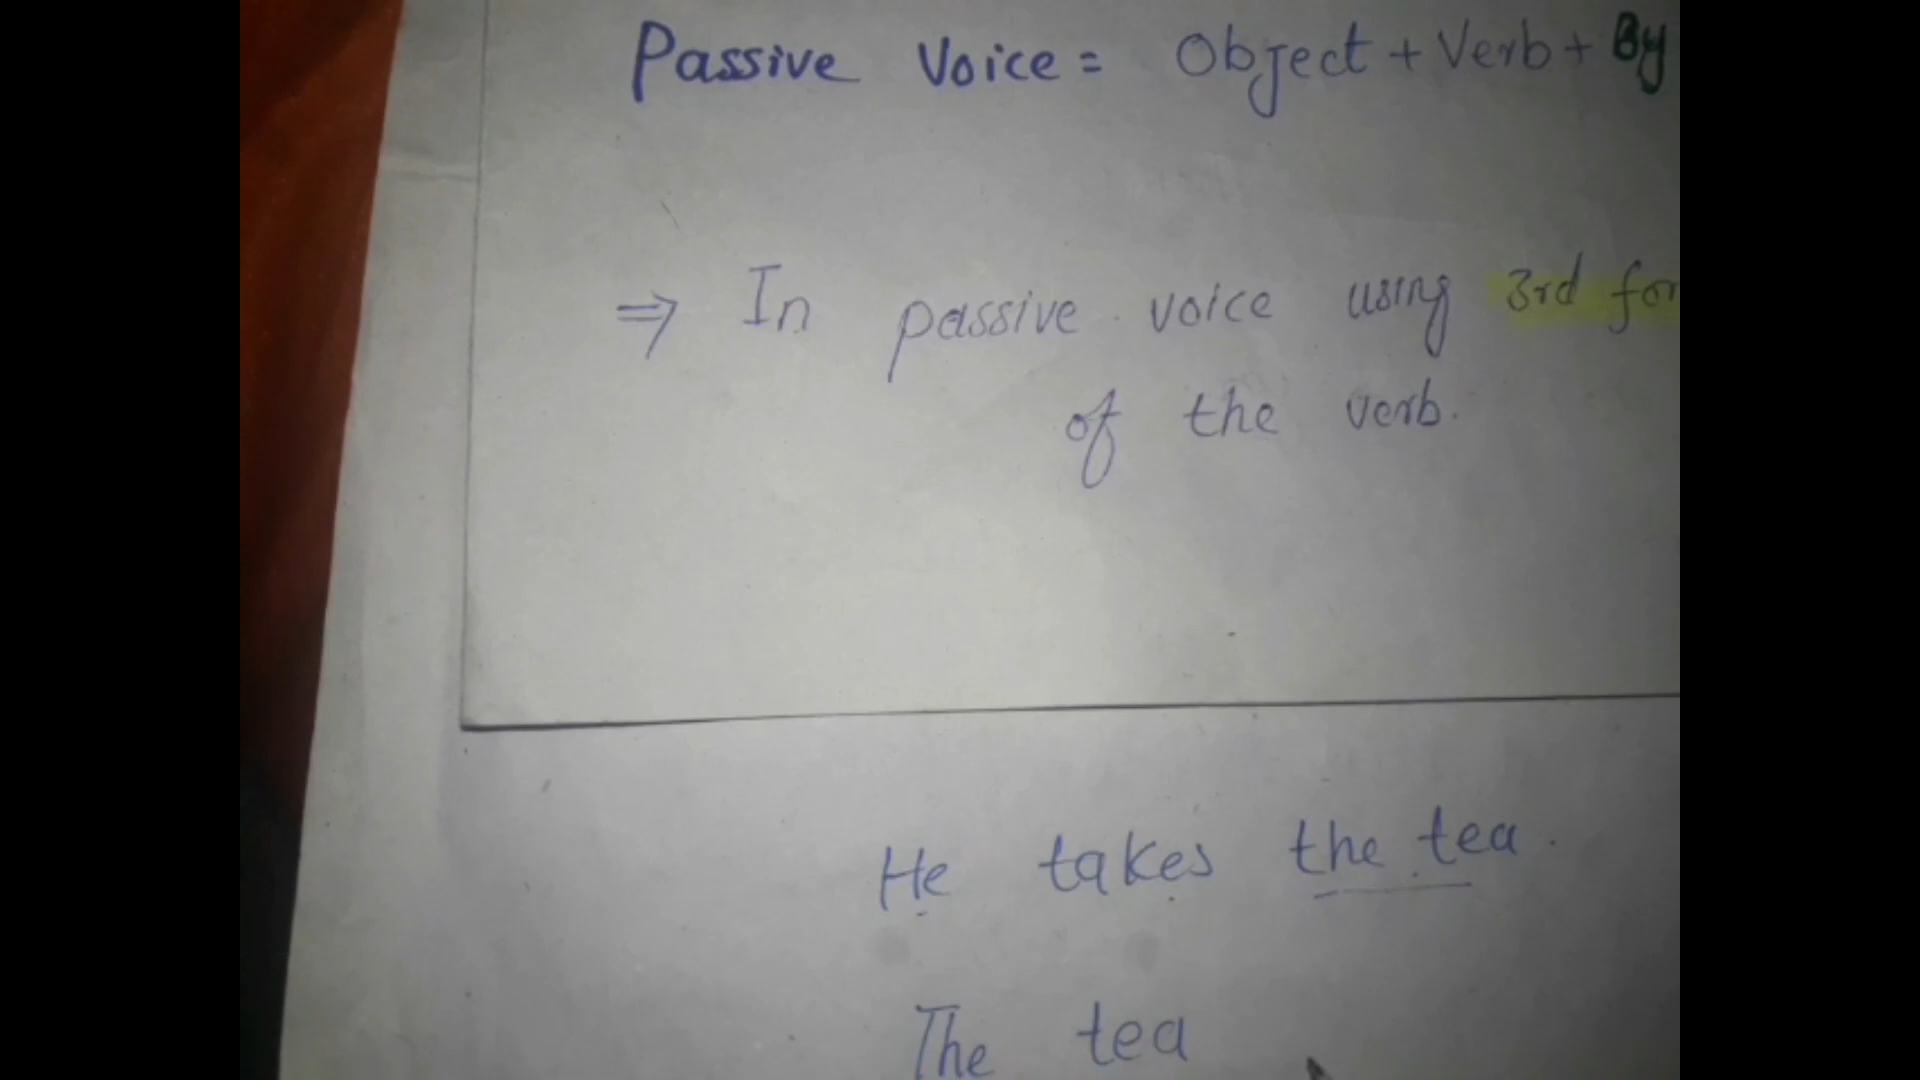 Passive Voice = Object + Verb + By
⇒ In passive voice using 3rd for
of the verb.
He takes the tea.
The tea